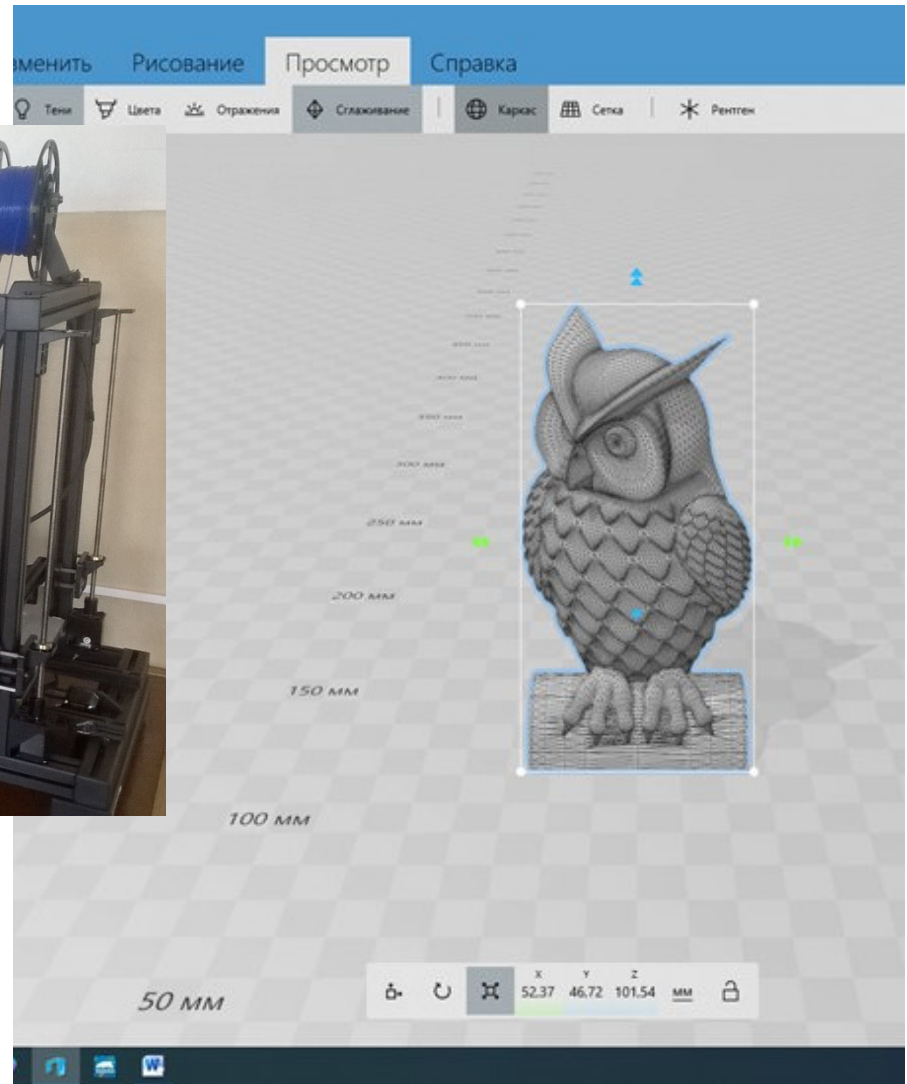 зменить Рисование Просмотр Справка
Тени Цвета Отражения Сглаживание Каркас Сетка Рентген
300 мм
250 мм
200 мм
150 мм
100 мм
50 мм
X Y Z
52,37 46,72 101,54 мм
W